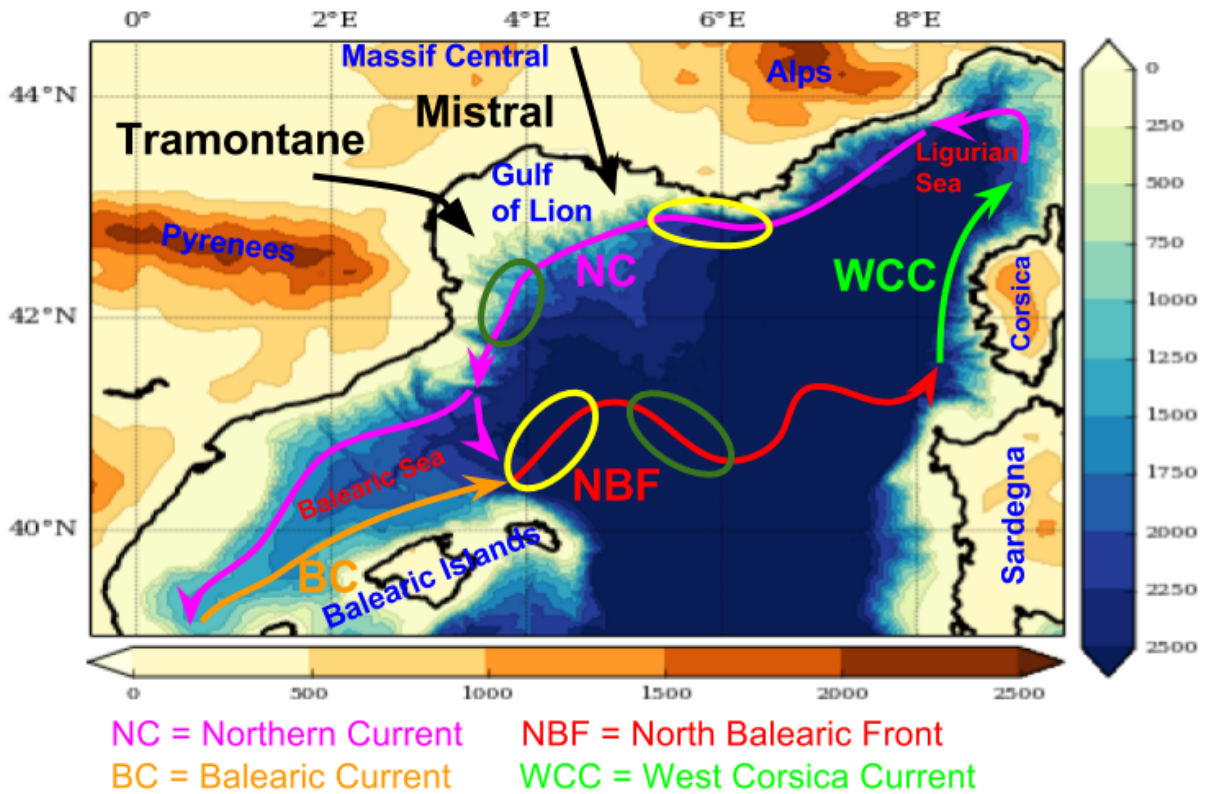 0° 2°E 4°E 6°E 8°E
Massif Central
Alps
44°N
Mistral
Tramontane
Ligurian
Sea
Gulf
of Lion
Pyrenees
NC
WCC
Corsica
42°N
Balearic Sea
NBF
Sardegna
40°N
BC
Balearic Islands
0
250
500
750
1000
1250
1500
1750
2000
2250
2500
0 500 1000 1500 2000 2500
NC = Northern Current NBF = North Balearic Front
BC = Balearic Current WCC = West Corsica Current